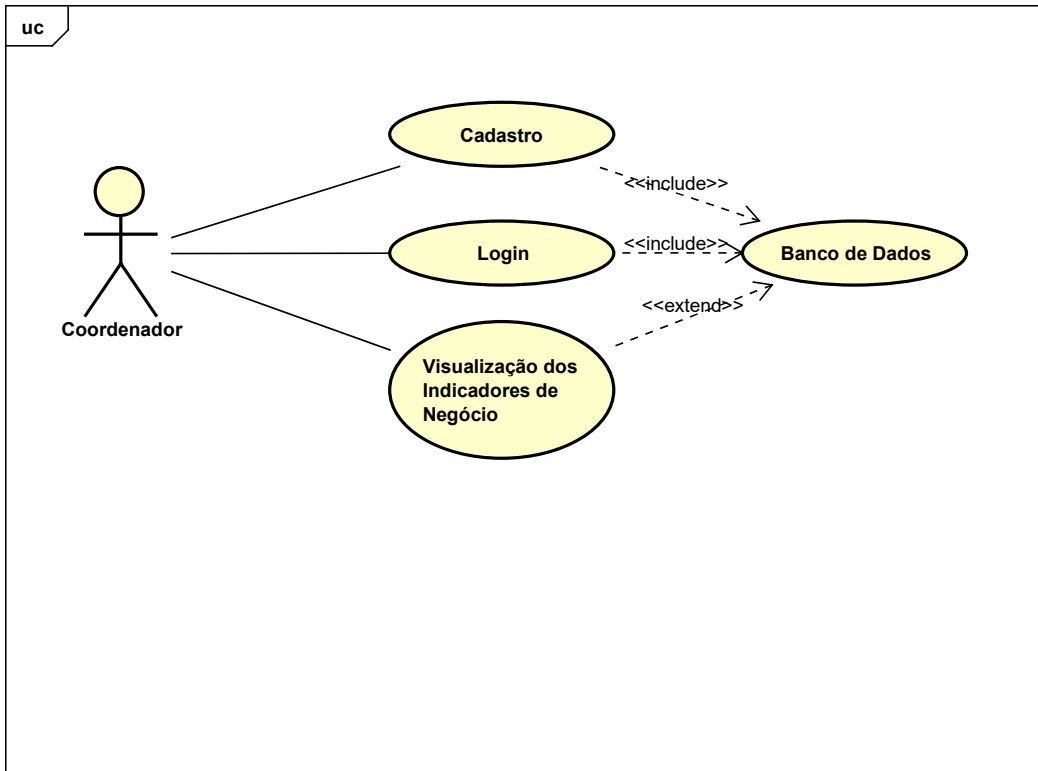 uc
Cadastro
<<include>>
Login
<<include>>
Banco de Dados
<<extend>>
Coordenador
Visualização dos
Indicadores de
Negócio